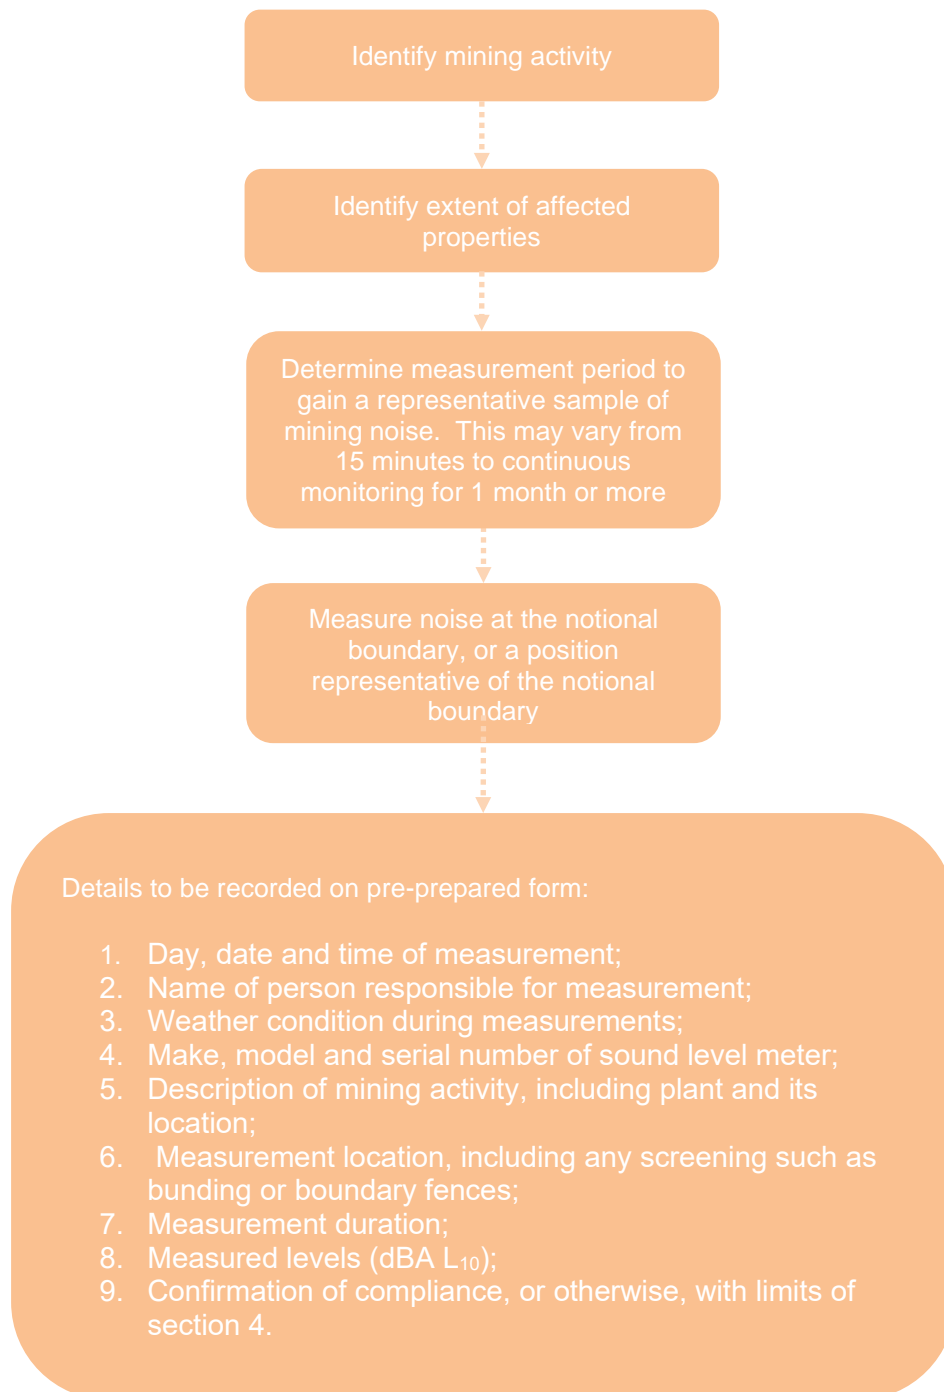 Identify mining activity
Identify extent of affected
properties
Determine measurement period to
gain a representative sample of
mining noise.  This may vary from
15 minutes to continuous
monitoring for 1 month or more
Measure noise at the notional
boundary, or a position
representative of the notional
boundary
Details to be recorded on pre-prepared form:
1. Day, date and time of measurement;
2. Name of person responsible for measurement;
3. Weather condition during measurements;
4. Make, model and serial number of sound level meter;
5. Description of mining activity, including plant and its
location;
6. Measurement location, including any screening such as
bunding or boundary fences;
7. Measurement duration;
8. Measured levels (dBA L₁₀);
9. Confirmation of compliance, or otherwise, with limits of
section 4.